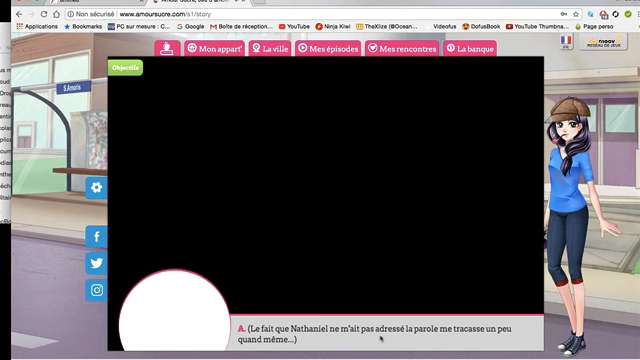 untitled
Non sécurisé | www.amoursucre.com/s1/story
Applications Bookmarks PC sur mesure : mo Google Boîte de réception... YouTube Ninja Kiwi TheXlize (@Ocean... Videofus DofusBook YouTube Thumbna... Page perso
Mon appart' La ville Mes épisodes Mes rencontres La banque
FR
RESEAU DE JEUX
Objectifs
S.Amoris
A. (Le fait que Nathaniel ne m'ait pas adressé la parole me tracasse un peu
quand même...)